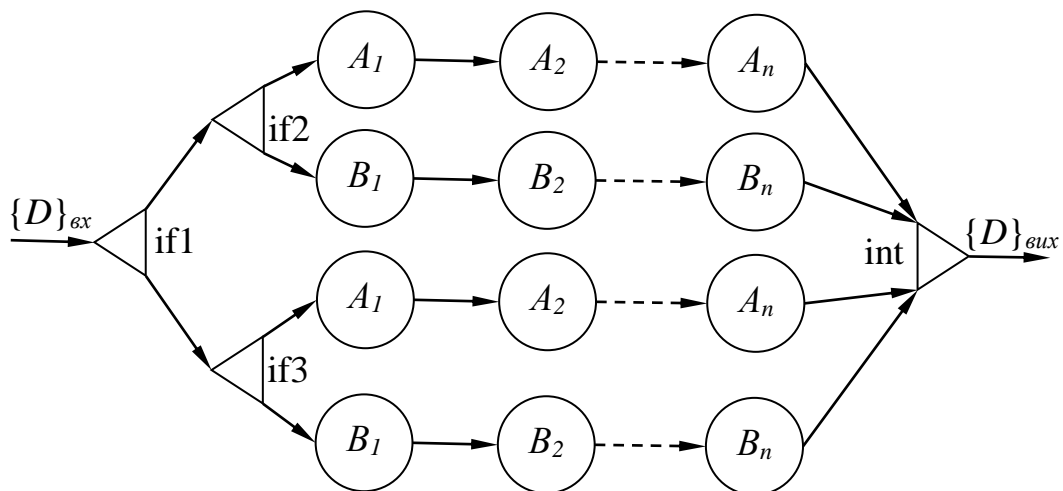 A₁ A₂ Aₙ
if2
B₁ B₂ Bₙ
{D}вх if1 int {D}вих
A₁ A₂ Aₙ
if3
B₁ B₂ Bₙ